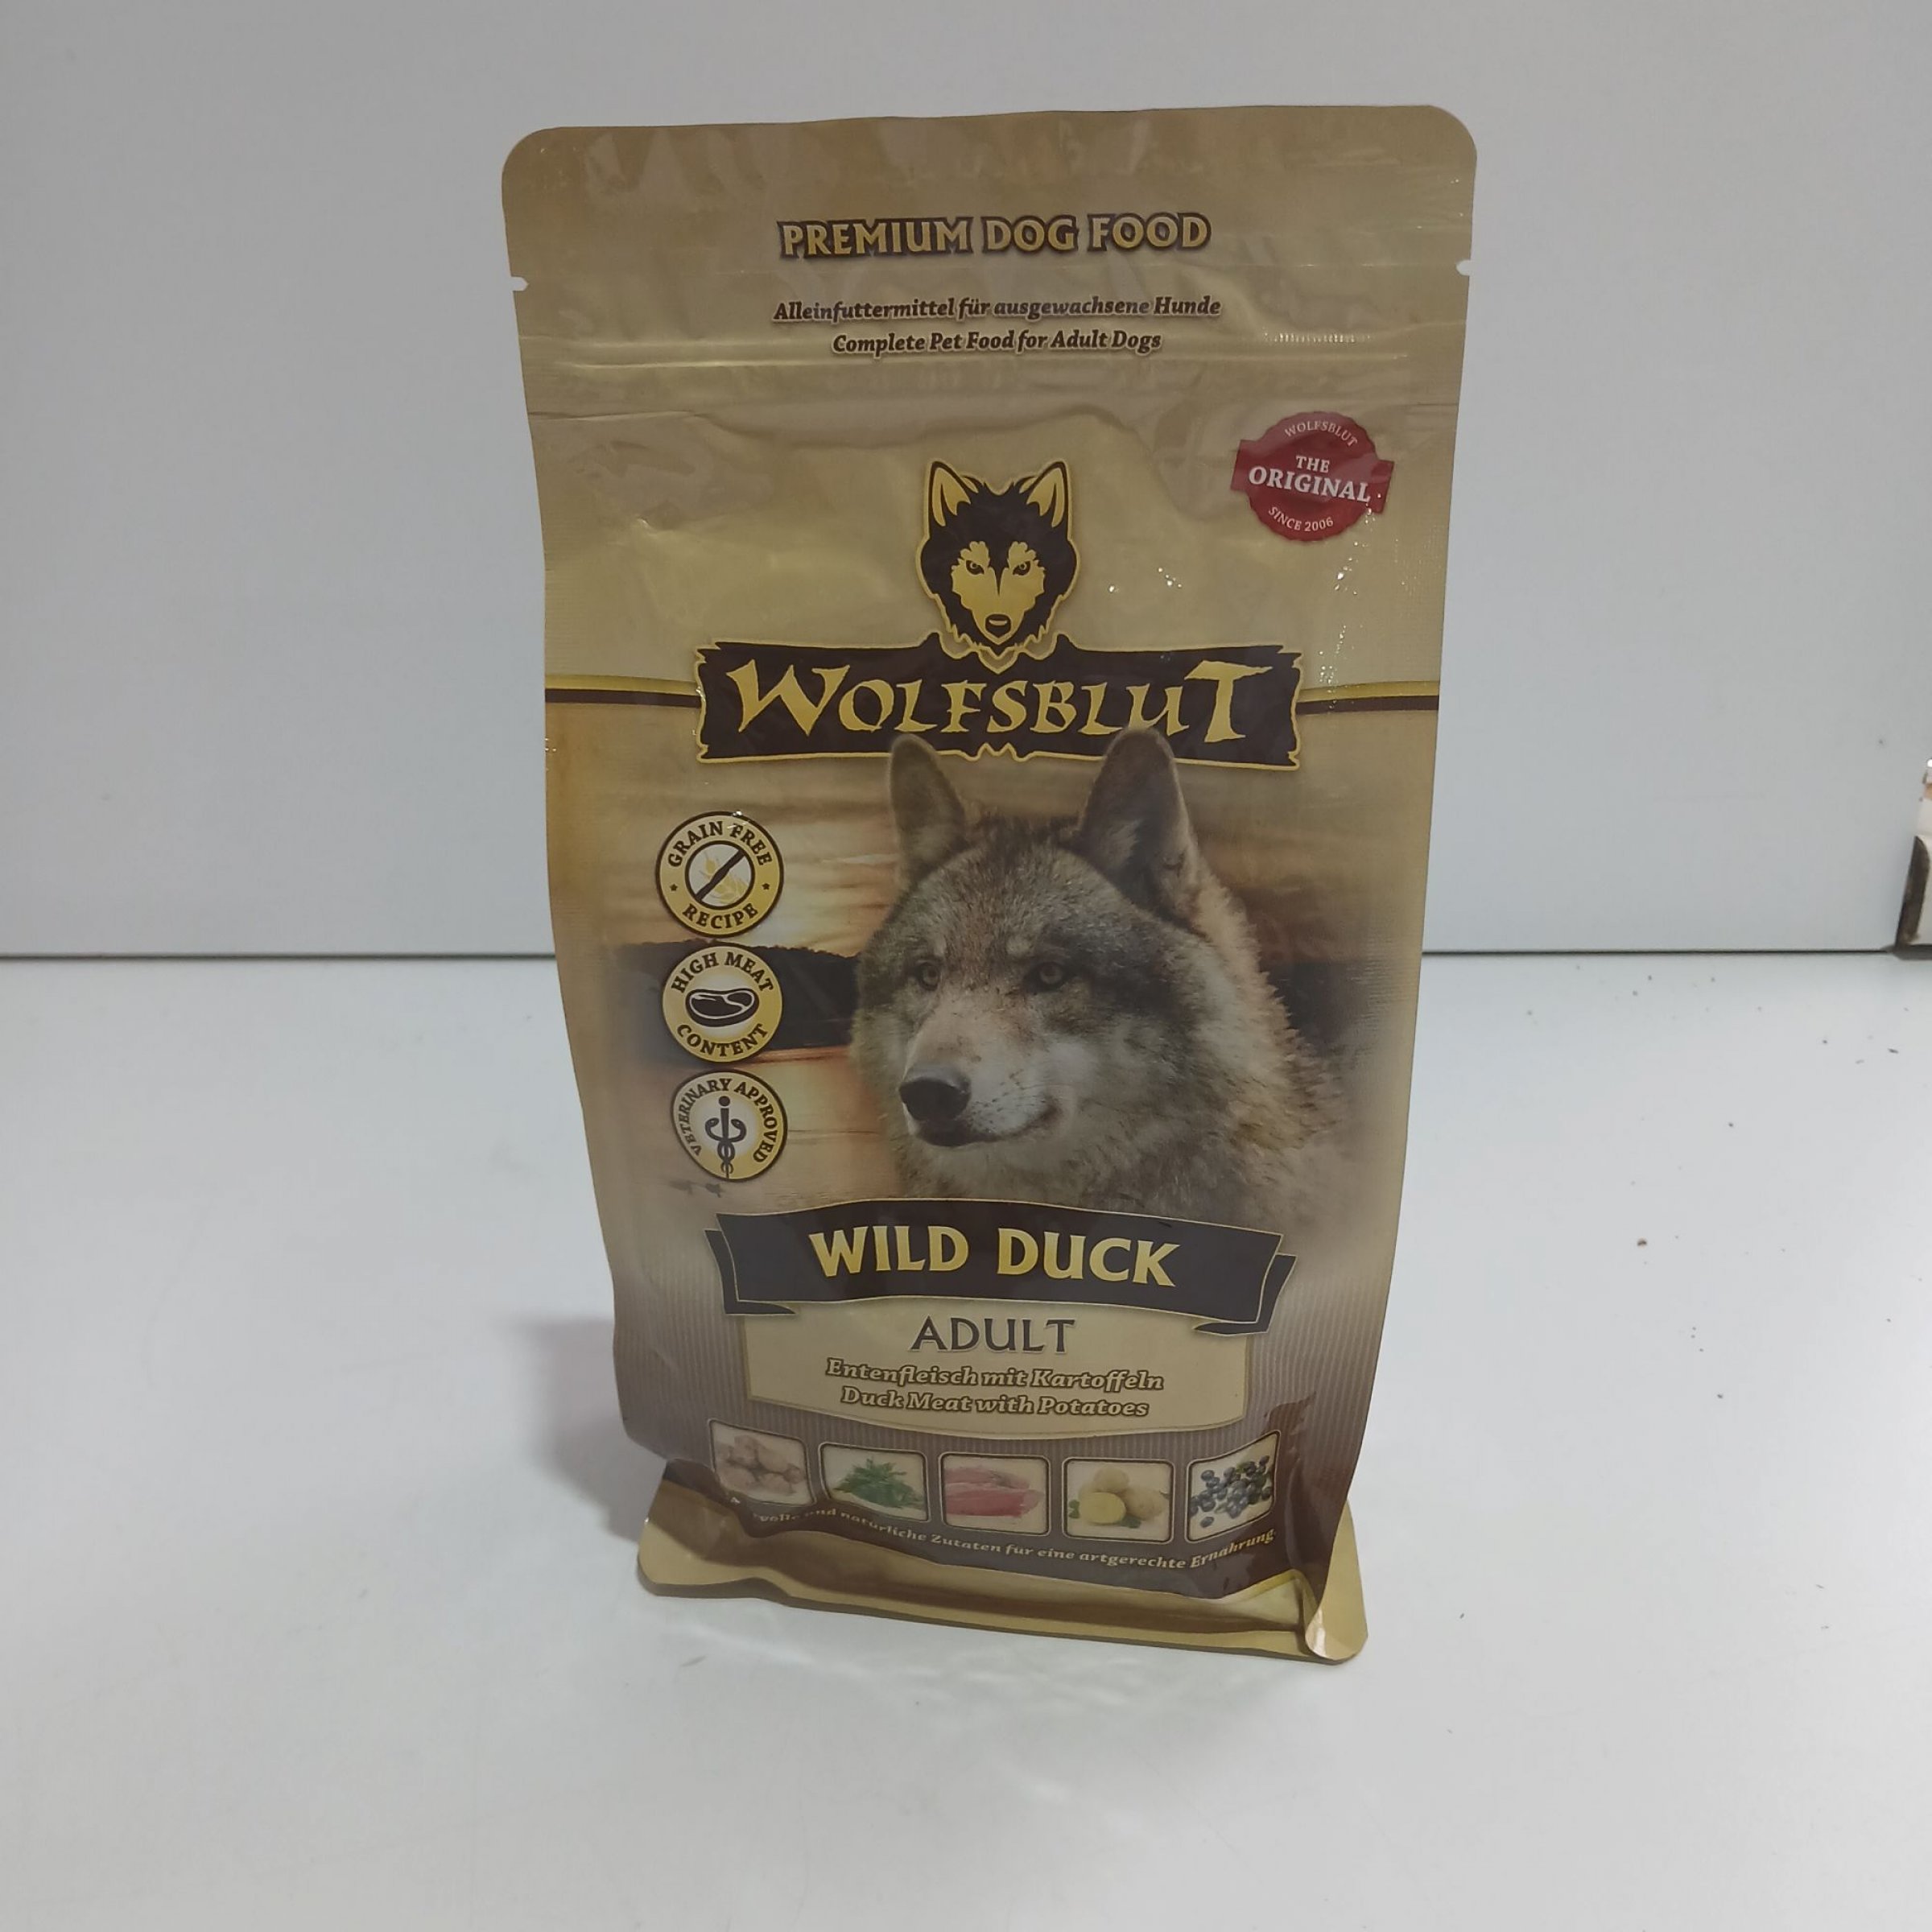 PREMIUM DOG FOOD
Alleinfuttermittel für ausgewachsene Hunde
Complete Pet Food for Adult Dogs
WOLFSBLUT
THE
ORIGINAL
SINCE 2006
WOLFSBLUT
GRAIN FREE
RECIPE
HIGH MEAT
CONTENT
VETERINARY APPROVED
WILD DUCK
ADULT
Entenfleisch mit Kartoffeln
Duck Meat with Potatoes
und natürliche Zutaten für eine artgerechte Ernährung